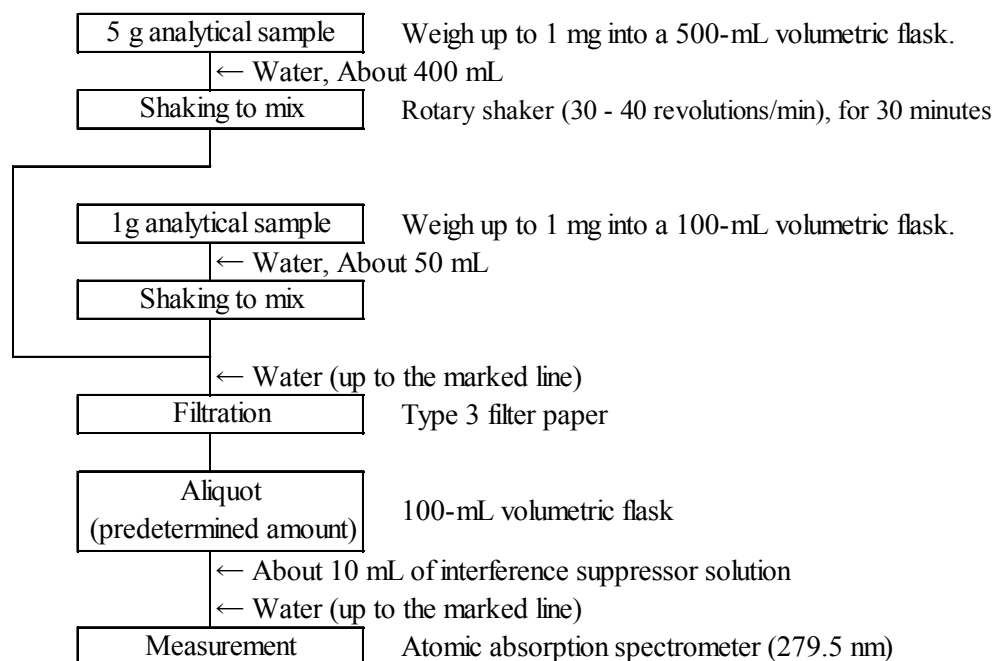 5 g analytical sample Weigh up to 1 mg into a 500-mL volumetric flask.
← Water, About 400 mL
Shaking to mix Rotary shaker (30 - 40 revolutions/min), for 30 minutes
1g analytical sample Weigh up to 1 mg into a 100-mL volumetric flask.
← Water, About 50 mL
Shaking to mix
← Water (up to the marked line)
Filtration Type 3 filter paper
Aliquot
(predetermined amount) 100-mL volumetric flask
← About 10 mL of interference suppressor solution
← Water (up to the marked line)
Measurement Atomic absorption spectrometer (279.5 nm)